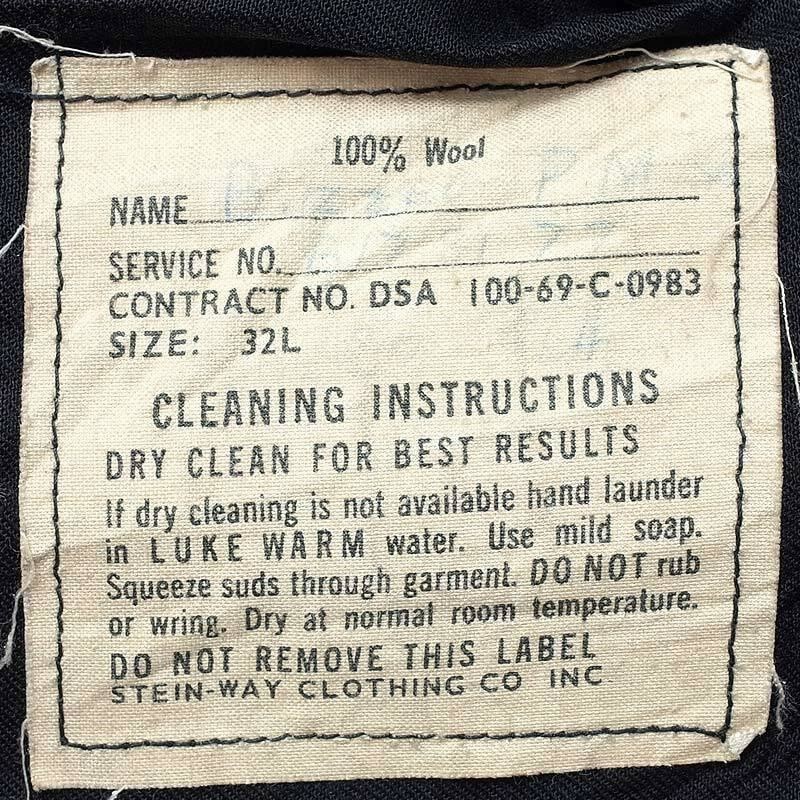 100% Wool
NAME
SERVICE NO.
CONTRACT NO. DSA 100-69-C-0983
SIZE: 32L
CLEANING INSTRUCTIONS
DRY CLEAN FOR BEST RESULTS
If dry cleaning is not available hand launder
in LUKE WARM water. Use mild soap.
Squeeze suds through garment. DO NOT rub
or wring. Dry at normal room temperature.
DO NOT REMOVE THIS LABEL
STEIN-WAY CLOTHING CO INC.